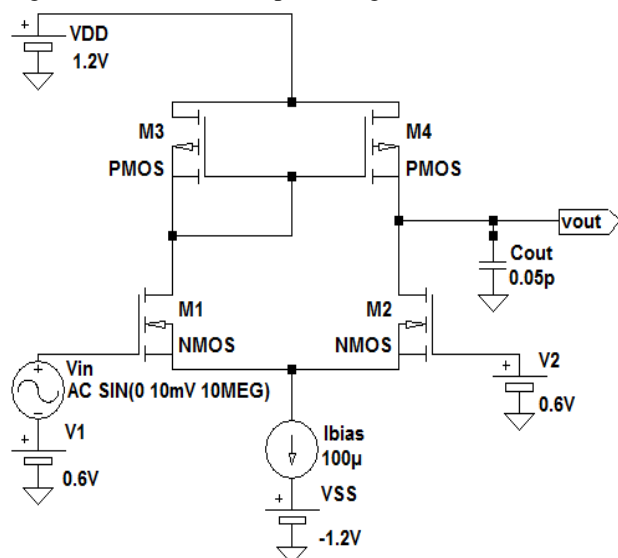 VDD
1.2V
M3
M4
PMOS
PMOS
vout
Cout
0.05p
M1
M2
NMOS
NMOS
Vin
AC SIN(0 10mV 10MEG)
V2
0.6V
V1
0.6V
Ibias
100µ
VSS
-1.2V